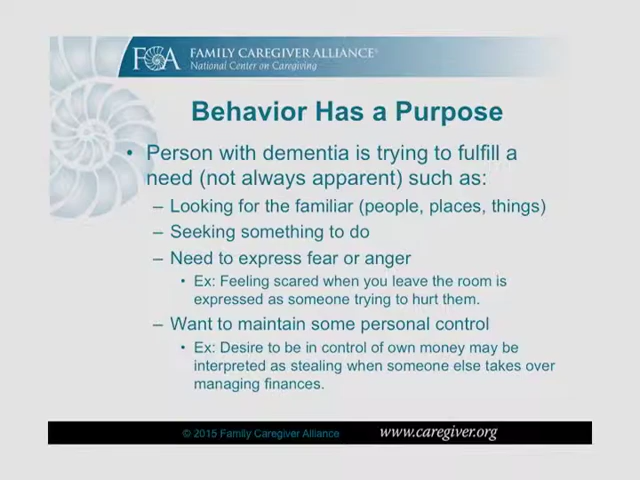 FCA FAMILY CAREGIVER ALLIANCE®
National Center on Caregiving
Behavior Has a Purpose
• Person with dementia is trying to fulfill a
need (not always apparent) such as:
– Looking for the familiar (people, places, things)
– Seeking something to do
– Need to express fear or anger
• Ex: Feeling scared when you leave the room is
expressed as someone trying to hurt them.
– Want to maintain some personal control
• Ex: Desire to be in control of own money may be
interpreted as stealing when someone else takes over
managing finances.
© 2015 Family Caregiver Alliance www.caregiver.org